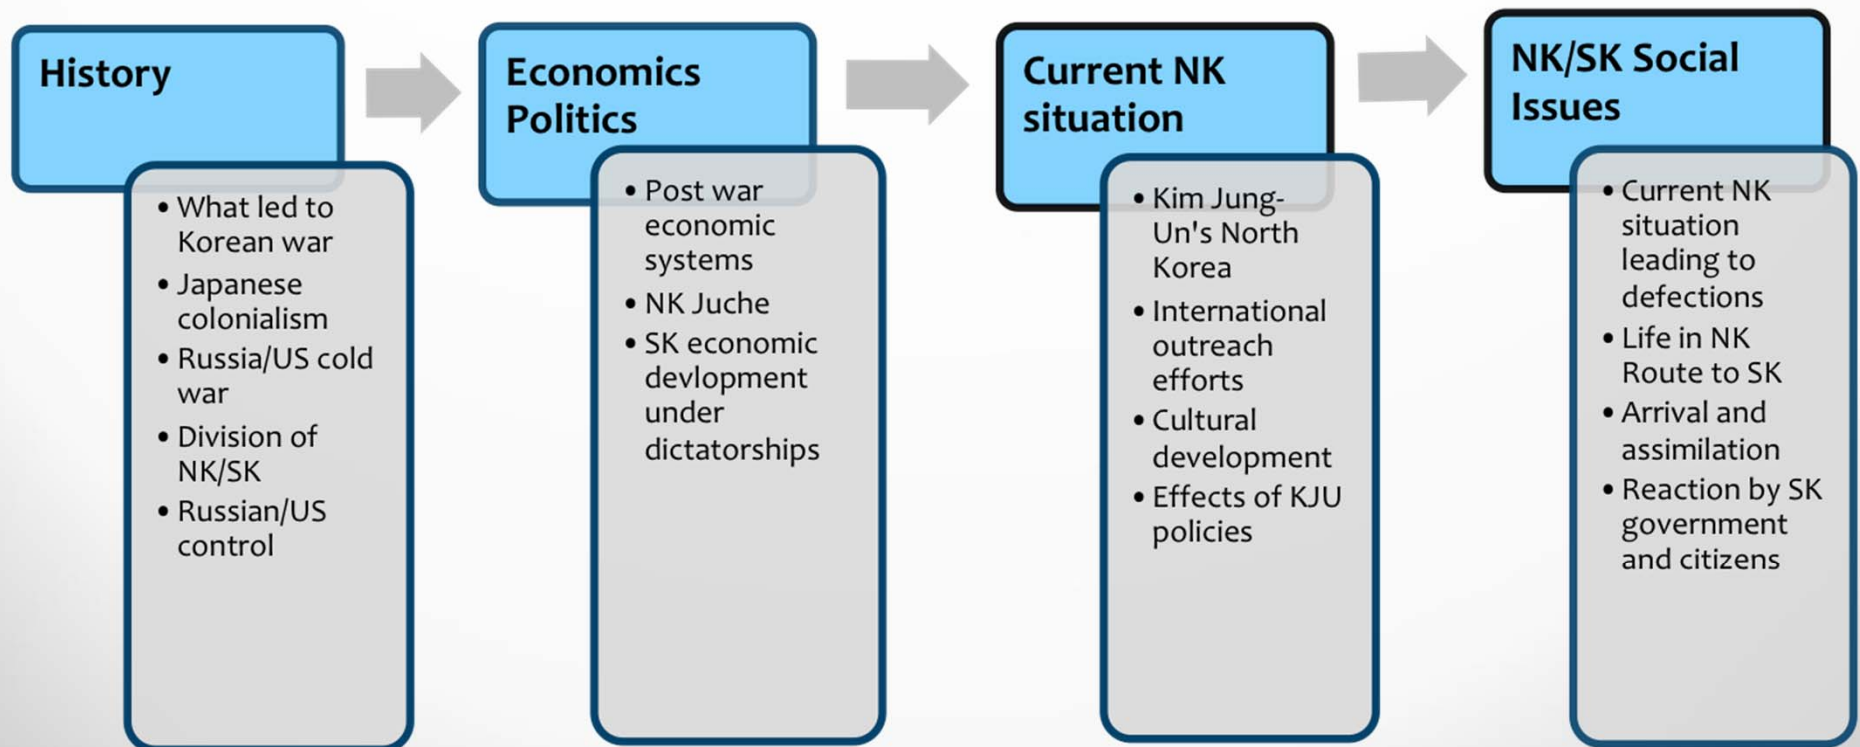 History
• What led to
Korean war
• Japanese
colonialism
• Russia/US cold
war
• Division of
NK/SK
• Russian/US
control
Economics
Politics
• Post war
economic
systems
• NK Juche
• SK economic
devlopment
under
dictatorships
Current NK
situation
• Kim Jung-
Un's North
Korea
• International
outreach
efforts
• Cultural
development
• Effects of KJU
policies
NK/SK Social
Issues
• Current NK
situation
leading to
defections
• Life in NK
Route to SK
• Arrival and
assimilation
• Reaction by SK
government
and citizens